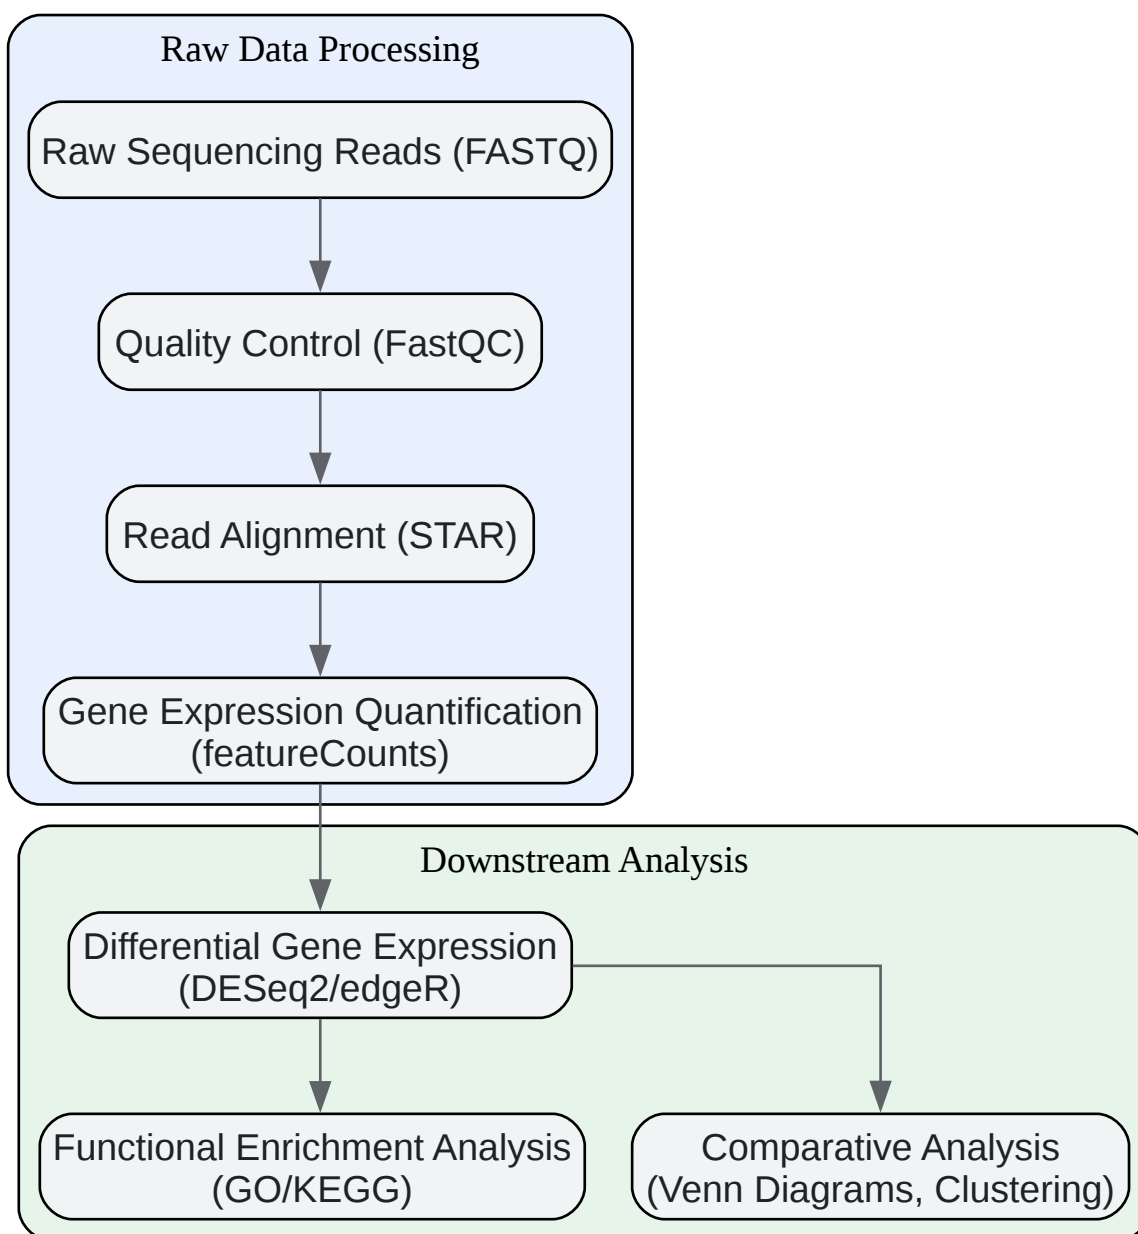 Raw Data Processing
Raw Sequencing Reads (FASTQ)
Quality Control (FastQC)
Read Alignment (STAR)
Gene Expression Quantification
(featureCounts)
Downstream Analysis
Differential Gene Expression
(DESeq2/edgeR)
Functional Enrichment Analysis
(GO/KEGG)
Comparative Analysis
(Venn Diagrams, Clustering)